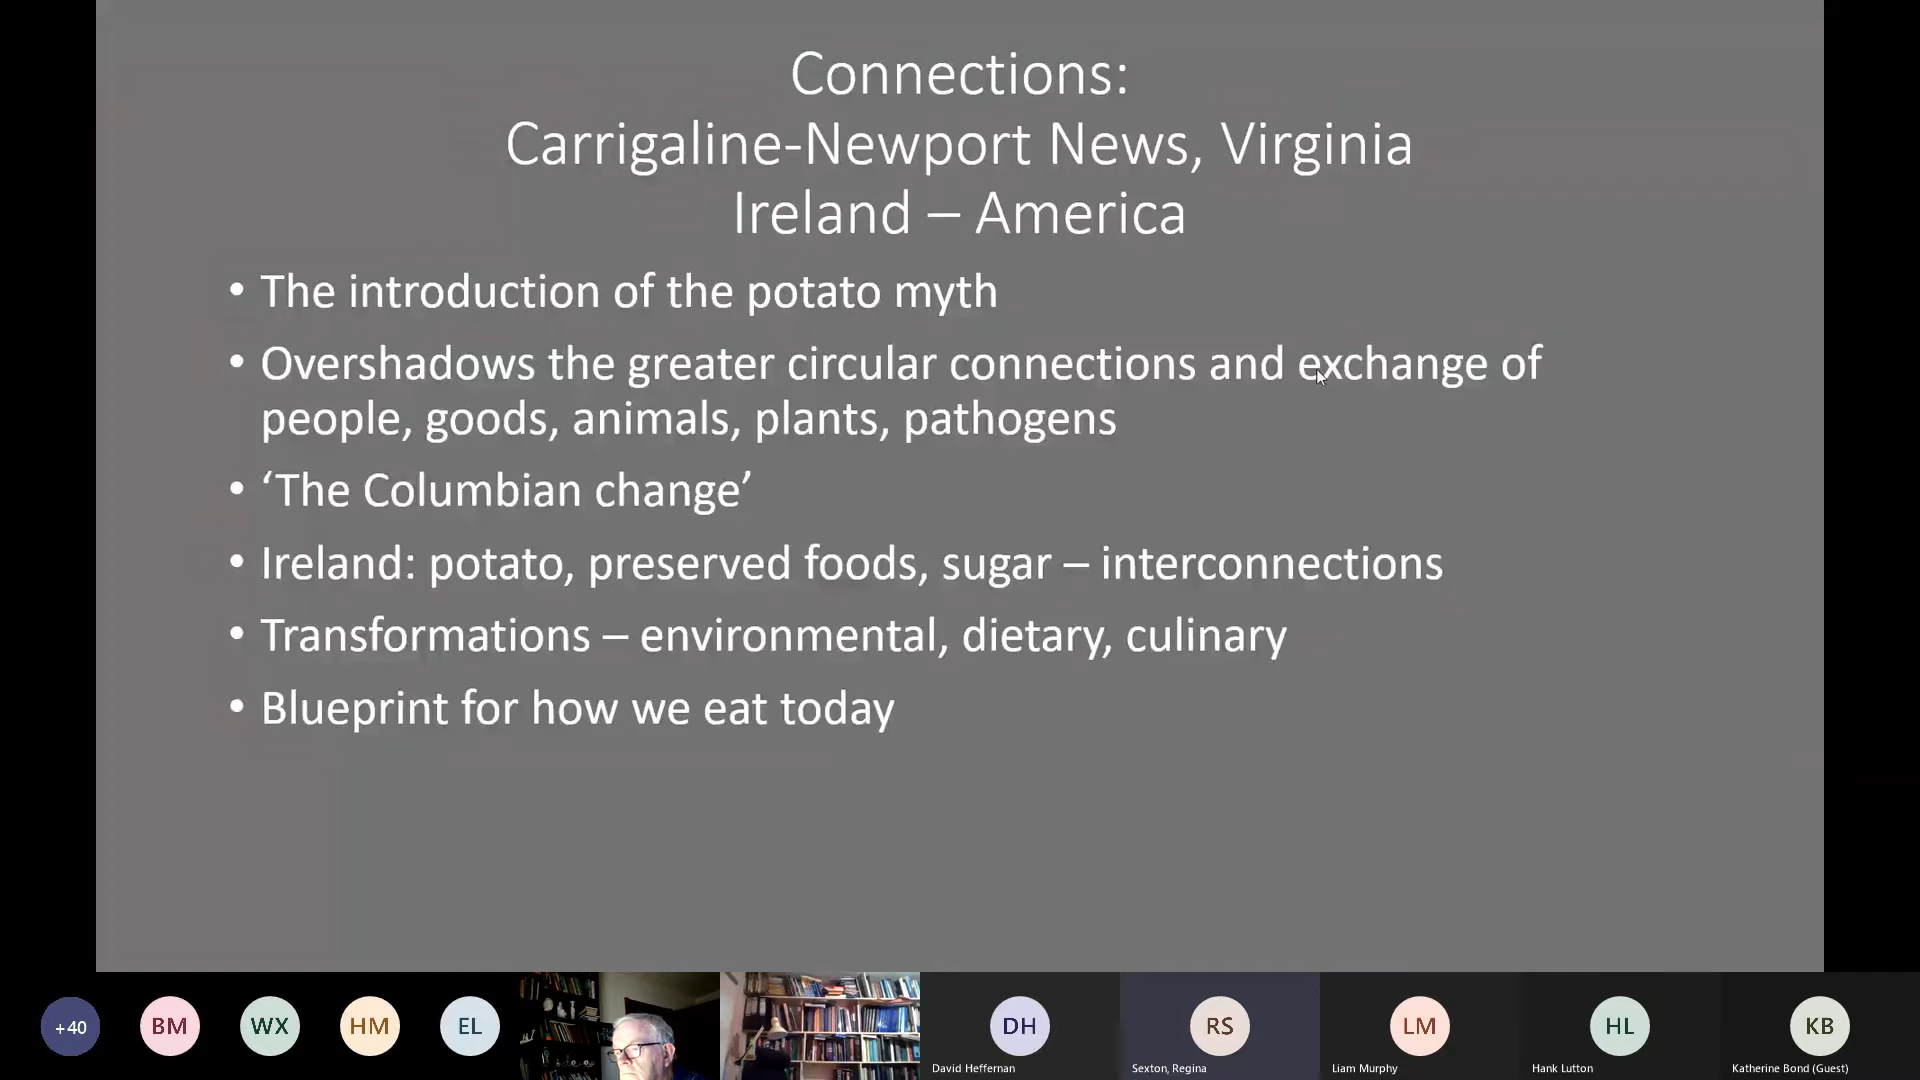 Connections:
Carrigaline-Newport News, Virginia
Ireland – America
• The introduction of the potato myth
• Overshadows the greater circular connections and exchange of
people, goods, animals, plants, pathogens
• ‘The Columbian change’
• Ireland: potato, preserved foods, sugar – interconnections
• Transformations – environmental, dietary, culinary
• Blueprint for how we eat today
+40
BM
WX
HM
EL
DH
David Heffernan
RS
Sexton, Regina
LM
Liam Murphy
HL
Hank Lutton
KB
Katherine Bond (Guest)